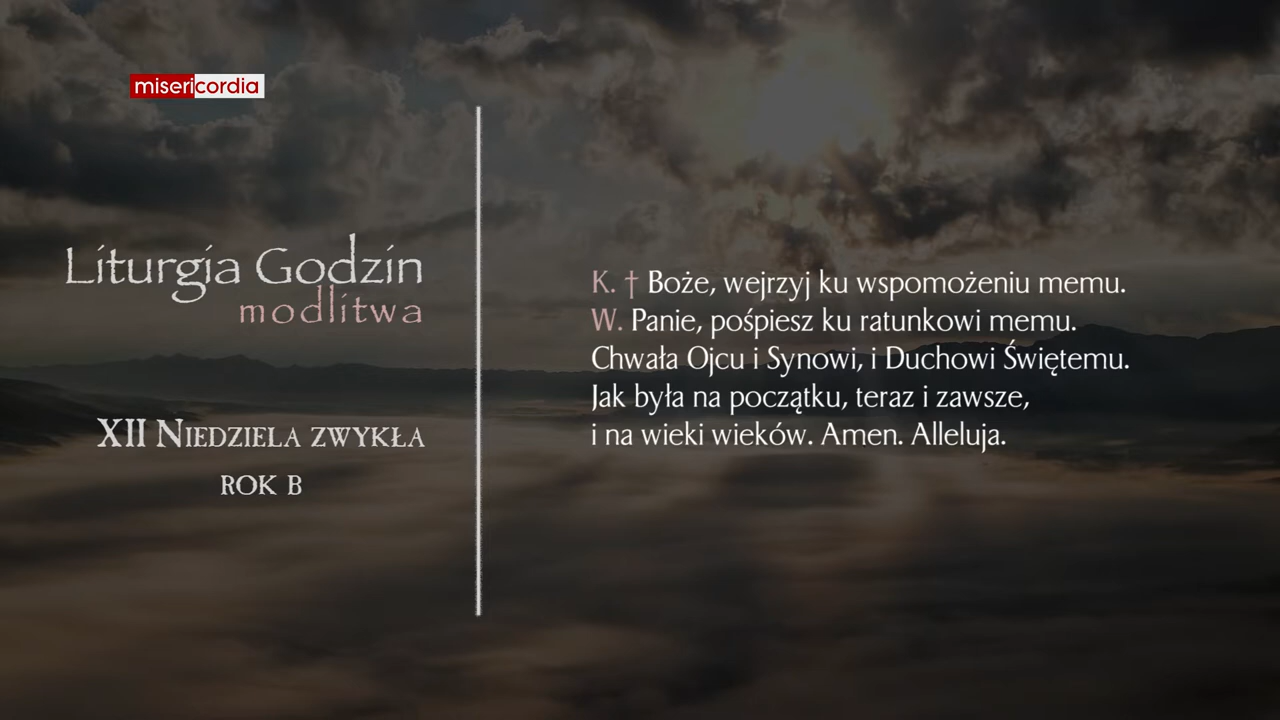 misericordia
Liturgia Godzin
modlitwa
XII Niedziela zwykła
rok B
K. † Boże, wejrzyj ku wspomożeniu memu.
W. Panie, pośpiesz ku ratunkowi memu.
Chwała Ojcu i Synowi, i Duchowi Świętemu.
Jak była na początku, teraz i zawsze,
i na wieki wieków. Amen. Alleluja.